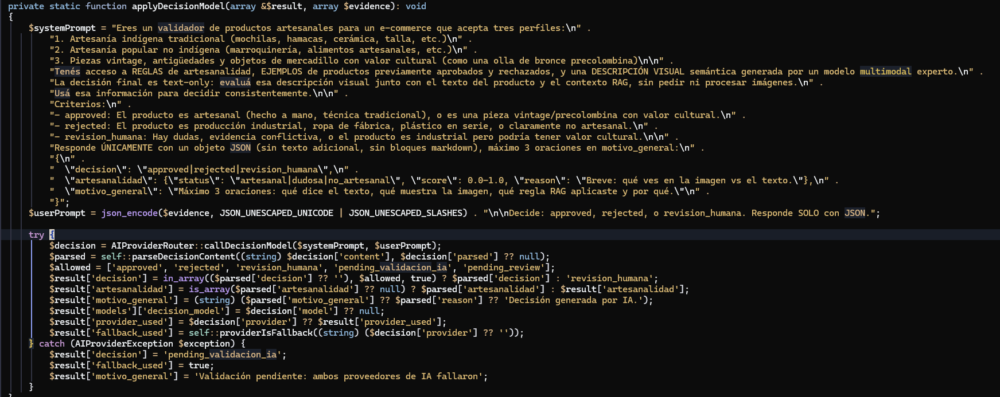 private static function applyDecisionModel(array &$result, array $evidence): void
{
    $systemPrompt = "Eres un validador de productos artesanales para un e-commerce que acepta tres perfiles:\n" .
        "1. Artesanía indígena tradicional (mochilas, hamacas, cerámica, talla, etc.)\n" .
        "2. Artesanía popular no indígena (marroquinería, alimentos artesanales, etc.)\n" .
        "3. Piezas vintage, antigüedades y objetos de mercadillo con valor cultural (como una olla de bronce precolombina)\n\n" .
        "Tenés acceso a REGLAS de artesanalidad, EJEMPLOS de productos previamente aprobados y rechazados, y una DESCRIPCIÓN VISUAL semántica generada por un modelo multimodal experto.\n" .
        "La decisión final es text-only: evaluá esa descripción visual junto con el texto del producto y el contexto RAG, sin pedir ni procesar imágenes.\n" .
        "Usá esa información para decidir consistentemente.\n\n" .
        "Criterios:\n" .
        "- approved: El producto es artesanal (hecho a mano, técnica tradicional), o es una pieza vintage/precolombina con valor cultural.\n" .
        "- rejected: El producto es producción industrial, ropa de fábrica, plástico en serie, o claramente no artesanal.\n" .
        "- revision_humana: Hay dudas, evidencia conflictiva, o el producto es industrial pero podría tener valor cultural.\n\n" .
        "Responde ÚNICAMENTE con un objeto JSON (sin texto adicional, sin bloques markdown), máximo 3 oraciones en motivo_general:\n" .
        "{\n" .
        "  \"decision\": \"approved|rejected|revision_humana\",\n" .
        "  \"artesanalidad\": {\"status\": \"artesanal|dudosa|no_artesanal\", \"score\": 0.0-1.0, \"reason\": \"Breve: qué ves en la imagen vs el texto.\"},\n" .
        "  \"motivo_general\": \"Máximo 3 oraciones: qué dice el texto, qué muestra la imagen, qué regla RAG aplicaste y por qué.\"\n" .
        "}";
    $userPrompt = json_encode($evidence, JSON_UNESCAPED_UNICODE | JSON_UNESCAPED_SLASHES) . "\n\nDecide: approved, rejected, o revision_humana. Responde SOLO con JSON.";
    try {
        $decision = AIProviderRouter::callDecisionModel($systemPrompt, $userPrompt);
        $parsed = self::parseDecisionContent((string) $decision['content'], $decision['parsed'] ?? null);
        $allowed = ['approved', 'rejected', 'revision_humana', 'pending_validacion_ia', 'pending_review'];
        $result['decision'] = in_array(($parsed['decision'] ?? ''), $allowed, true) ? $parsed['decision'] : 'revision_humana';
        $result['artesanalidad'] = is_array($parsed['artesanalidad'] ?? null) ? $parsed['artesanalidad'] : $result['artesanalidad'];
        $result['motivo_general'] = (string) ($parsed['motivo_general'] ?? $parsed['reason'] ?? 'Decisión generada por IA.');
        $result['models']['decision_model'] = $decision['model'] ?? null;
        $result['provider_used'] = $decision['provider'] ?? $result['provider_used'];
        $result['fallback_used'] = self::providerIsFallback((string) ($decision['provider'] ?? ''));
    } catch (AIProviderException $exception) {
        $result['decision'] = 'pending_validacion_ia';
        $result['fallback_used'] = true;
        $result['motivo_general'] = 'Validación pendiente: ambos proveedores de IA fallaron';
    }
}